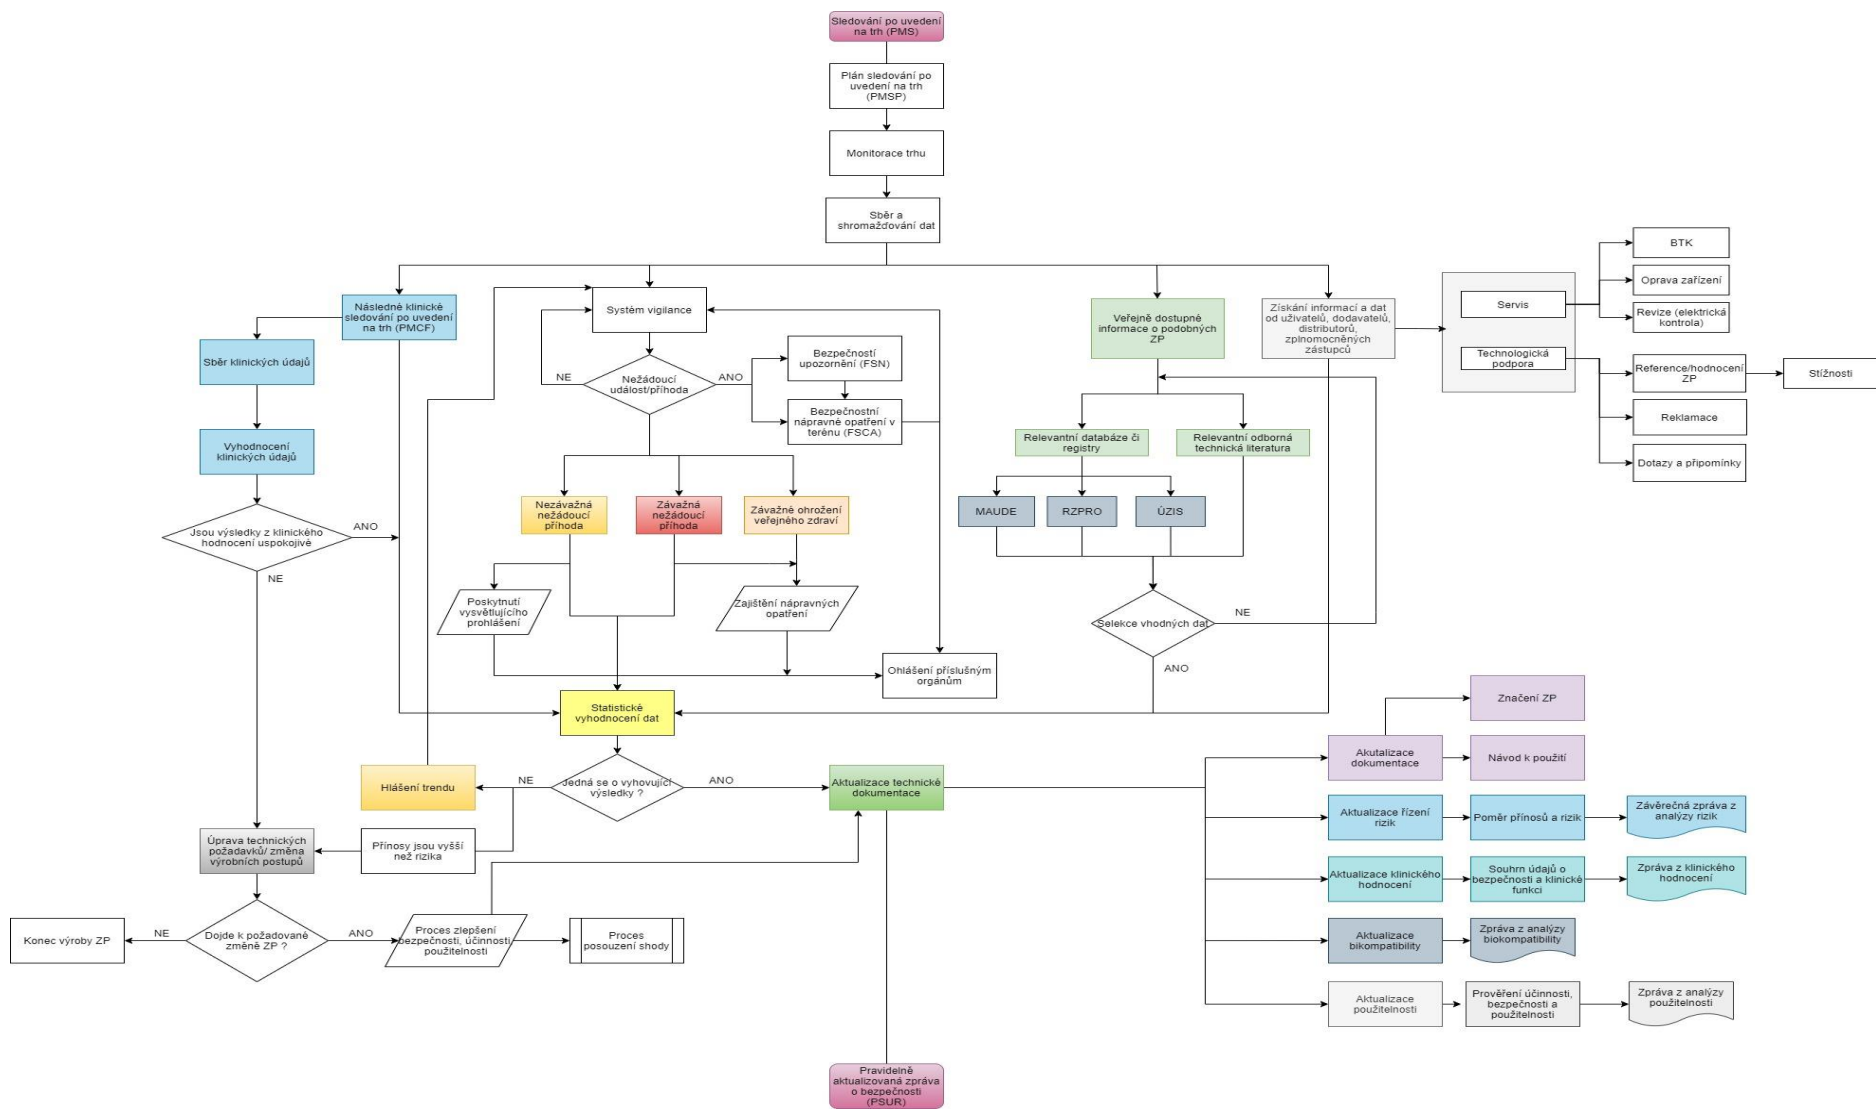 Sledování po uvedení
na trh (PMS)
Plán sledování po
uvedení na trh
(PMSP)
Monitorace trhu
Sběr a
shromažďování dat
Následné klinické
sledování po uvedení
na trh (PMCF)
Sběr klinických údajů
Vyhodnocení
klinických údajů
Jsou výsledky z klinického
hodnocení uspokojivé
ANO
NE
Systém vigilance
NE
Nežádoucí
událost/příhoda
ANO
Bezpečností
upozornění (FSN)
Bezpečnostní
nápravné opatření v
terénu (FSCA)
Nezávažná
nežádoucí
příhoda
Závažná
nežádoucí
příhoda
Závažné ohrožení
veřejného zdraví
Poskytnutí
vysvětlujícího
prohlášení
Zajištění nápravných
opatření
Ohlášení příslušným
orgánům
Veřejně dostupné
informace o podobných
ZP
Relevantní databáze či
registry
Relevantní odborná
technická literatura
MAUDE
RZPRO
ÚZIS
Selekce vhodných dat
NE
ANO
Získání informací a dat
od uživatelů, dodavatelů,
distributorů,
zplnomocněných
zástupců
Servis
Technologická
podpora
BTK
Oprava zařízení
Revize (elektrická
kontrola)
Reference/hodnocení
ZP
Stížnosti
Reklamace
Dotazy a připomínky
Statistické
vyhodnocení dat
Jedná se o vyhovující
výsledky ?
NE
ANO
Hlášení trendu
Přínosy jsou vyšší
než rizika
Úprava technických
požadavků/ změna
výrobních postupů
Dojde k požadované
změně ZP ?
NE
ANO
Konec výroby ZP
Proces zlepšení
bezpečnosti, účinnosti,
použitelnosti
Proces
posouzení shody
Aktualizace technické
dokumentace
Značení ZP
Akutalizace
dokumentace
Návod k použití
Aktualizace řízení
rizik
Poměr přínosů a rizik
Závěrečná zpráva z
analýzy rizik
Aktualizace klinického
hodnocení
Souhrn údajů o
bezpečnosti a klinické
funkci
Zpráva z klinického
hodnocení
Aktualizace
bikompatibility
Zpráva z analýzy
biokompatibility
Aktualizace
použitelnosti
Prověření účinnosti,
bezpečnosti a
použitelnosti
Zpráva z analýzy
použitelnosti
Pravidelně
aktualizovaná zpráva
o bezpečnosti
(PSUR)